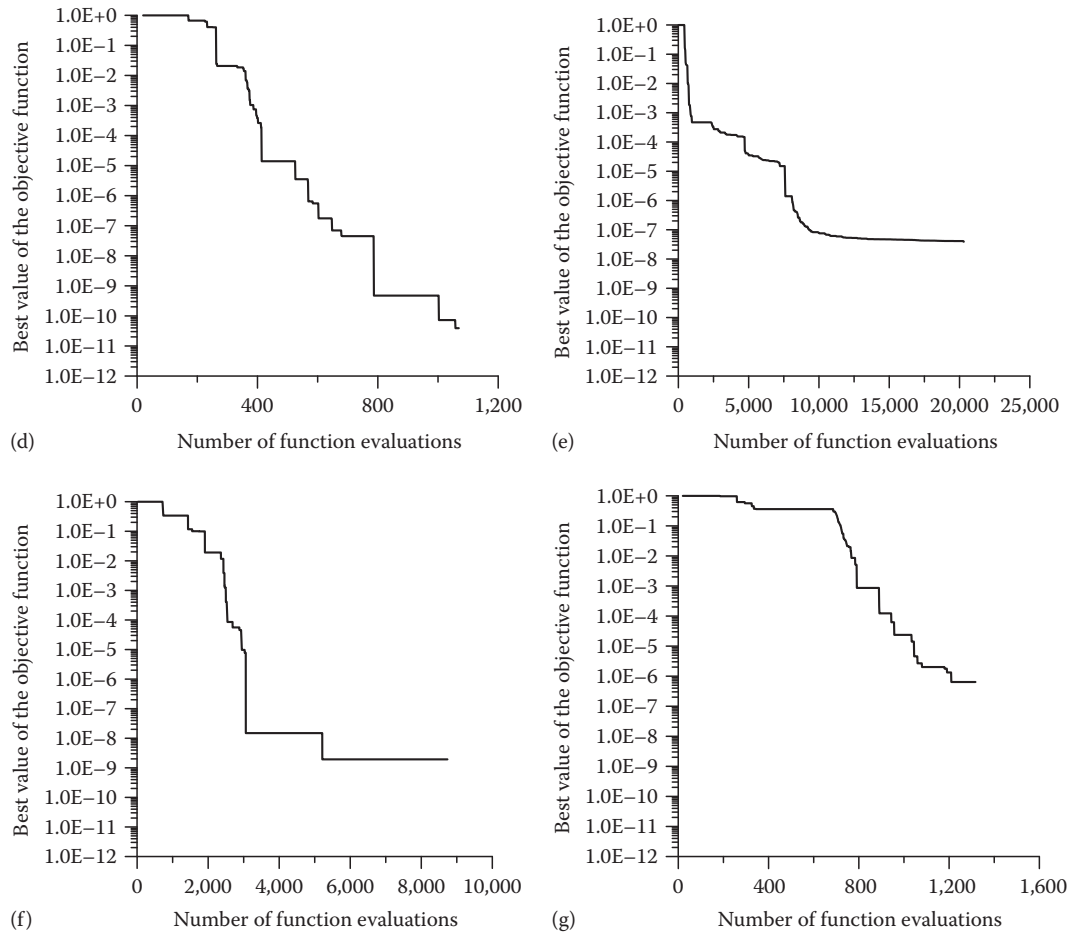 Best value of the objective function
1.0E+0
1.0E−1
1.0E−2
1.0E−3
1.0E−4
1.0E−5
1.0E−6
1.0E−7
1.0E−8
1.0E−9
1.0E−10
1.0E−11
1.0E−12
0 400 800 1,200
(d) Number of function evaluations
Best value of the objective function
1.0E+0
1.0E−1
1.0E−2
1.0E−3
1.0E−4
1.0E−5
1.0E−6
1.0E−7
1.0E−8
1.0E−9
1.0E−10
1.0E−11
1.0E−12
0 5,000 10,000 15,000 20,000 25,000
(e) Number of function evaluations
Best value of the objective function
1.0E+0
1.0E−1
1.0E−2
1.0E−3
1.0E−4
1.0E−5
1.0E−6
1.0E−7
1.0E−8
1.0E−9
1.0E−10
1.0E−11
1.0E−12
0 2,000 4,000 6,000 8,000 10,000
(f) Number of function evaluations
Best value of the objective function
1.0E+0
1.0E−1
1.0E−2
1.0E−3
1.0E−4
1.0E−5
1.0E−6
1.0E−7
1.0E−8
1.0E−9
1.0E−10
1.0E−11
1.0E−12
0 400 800 1,200 1,600
(g) Number of function evaluations